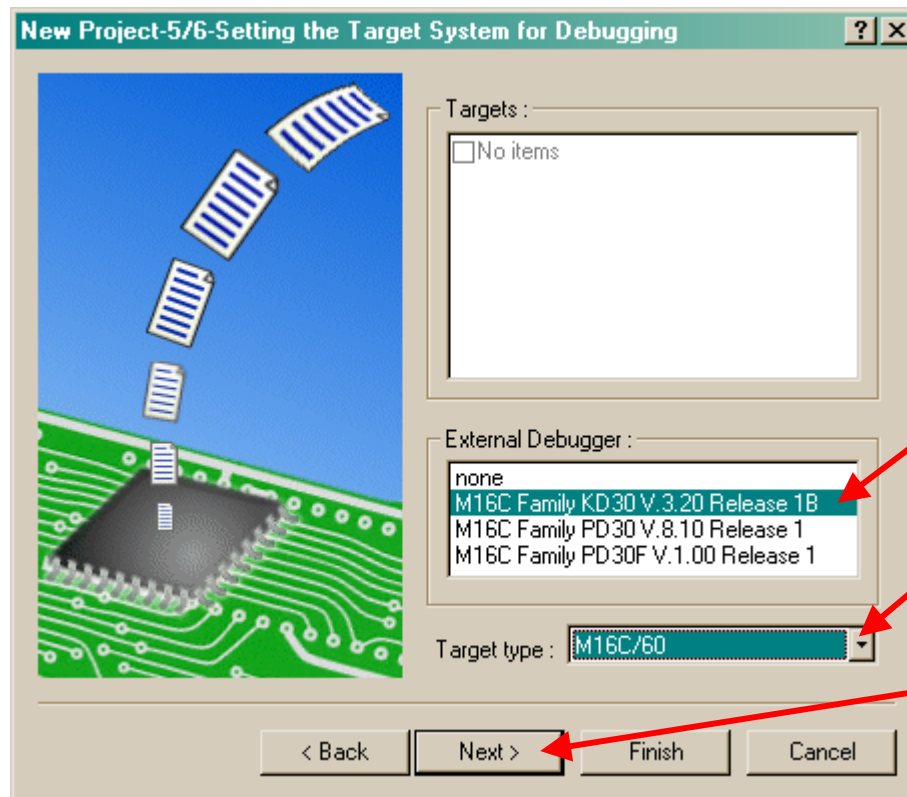 New Project-5/6-Setting the Target System for Debugging
Targets :
No items
External Debugger :
none
M16C Family KD30 V.3.20 Release 1B
M16C Family PD30 V.8.10 Release 1
M16C Family PD30F V.1.00 Release 1
Target type :  M16C/60
< Back  Next >  Finish  Cancel